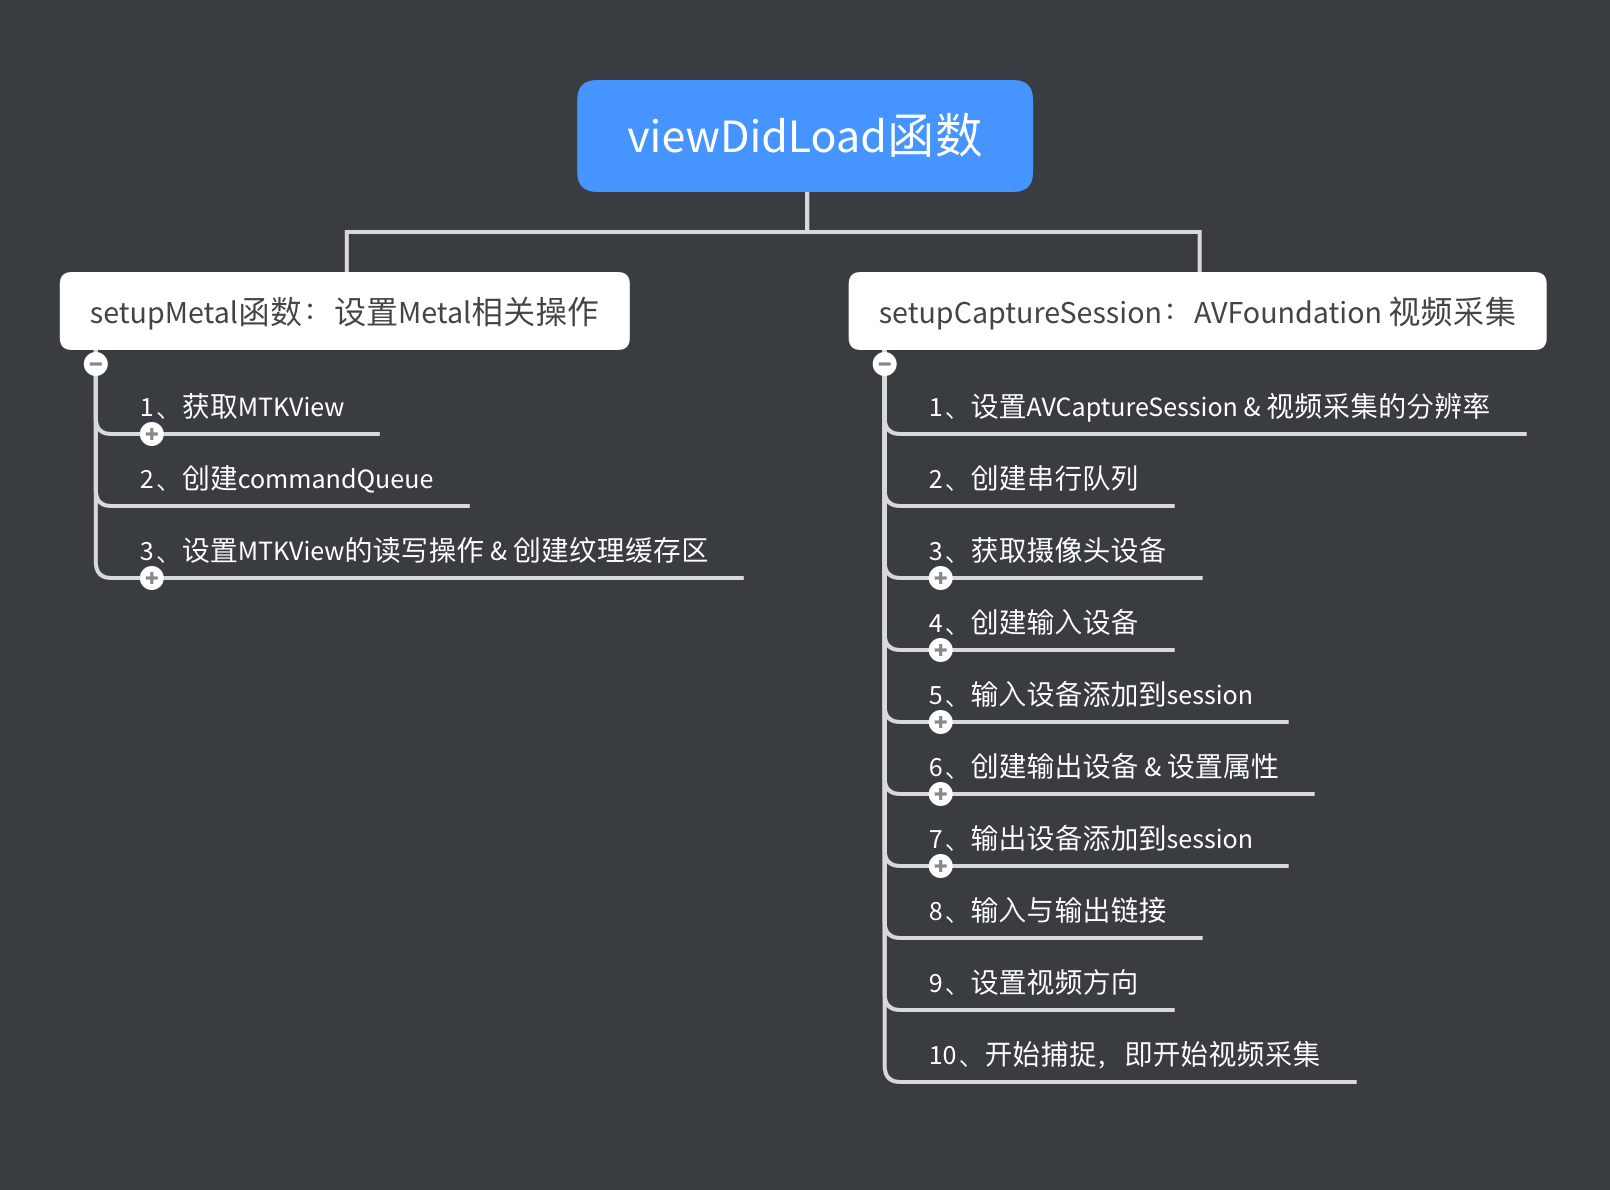 viewDidLoad函数
setupMetal函数：设置Metal相关操作
1、获取MTKView
2、创建commandQueue
3、设置MTKView的读写操作 & 创建纹理缓存区
setupCaptureSession：AVFoundation 视频采集
1、设置AVCaptureSession & 视频采集的分辨率
2、创建串行队列
3、获取摄像头设备
4、创建输入设备
5、输入设备添加到session
6、创建输出设备 & 设置属性
7、输出设备添加到session
8、输入与输出链接
9、设置视频方向
10、开始捕捉，即开始视频采集